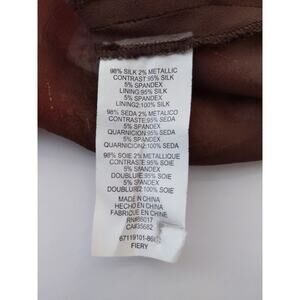 98% SILK 2% METALLIC
CONTRAST:95% SILK
5% SPANDEX
LINING:95% SILK
5% SPANDEX
LINING2:100% SILK
98% SEDA 2% METALICO
CONTRASTE:95% SEDA
5% SPANDEX
QUARNICION:95% SEDA
5% SPANDEX
QUARNICION2:100% SEDA
98% SOIE 2% METALLIQUE
CONTRASTE:95% SOIE
5% SPANDEX
DOUBLURE:95% SOIE
5% SPANDEX
DOUBLURE2:100% SOIE
MADE IN CHINA
HECHO EN CHINA
FABRIQUE EN CHINE
RN#86017
CA#35682
FIERY